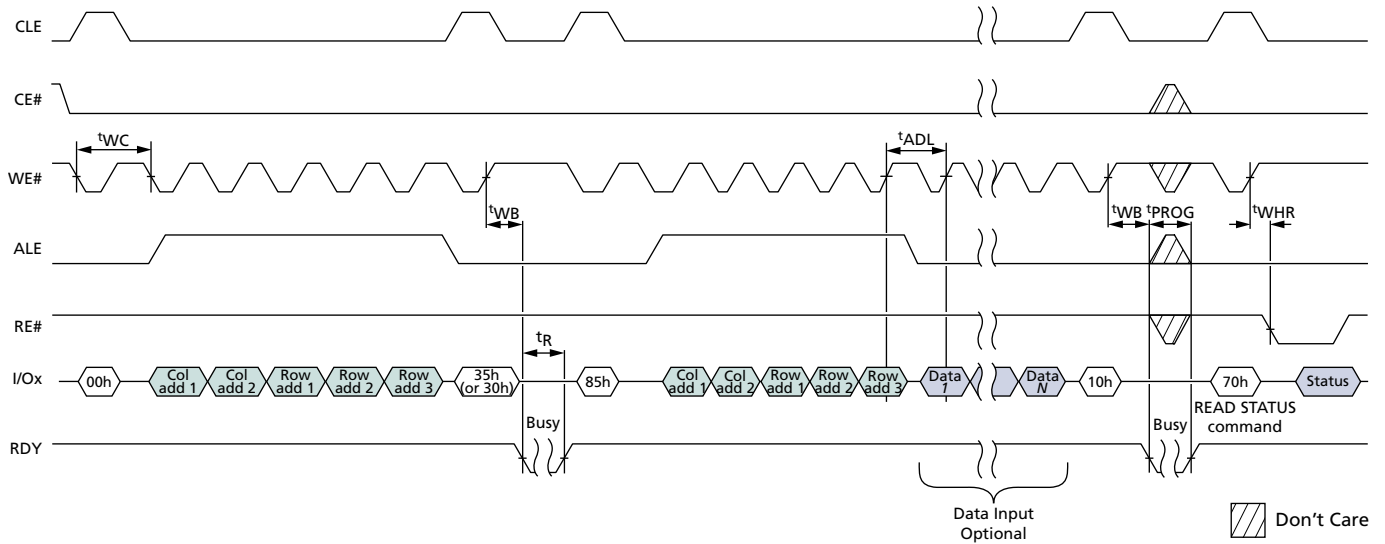 CLE
CE#
tWC
tADL
WE#
tWB
tWB
tPROG
tWHR
ALE
RE#
tR
I/Ox
00h
Col add 1
Col add 2
Row add 1
Row add 2
Row add 3
35h (or 30h)
85h
Col add 1
Col add 2
Row add 1
Row add 2
Row add 3
Data 1
Data N
10h
70h
Status
READ STATUS command
Busy
Busy
RDY
Data Input
Optional
Don't Care